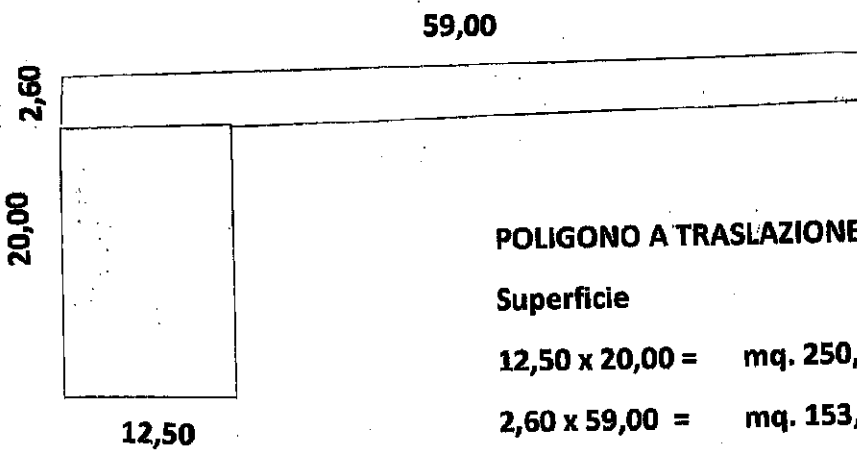 59,00
2,60
20,00
12,50
POLIGONO A TRASLAZIONE
Superficie
12,50 x 20,00 = mq. 250,
2,60 x 59,00 = mq. 153,